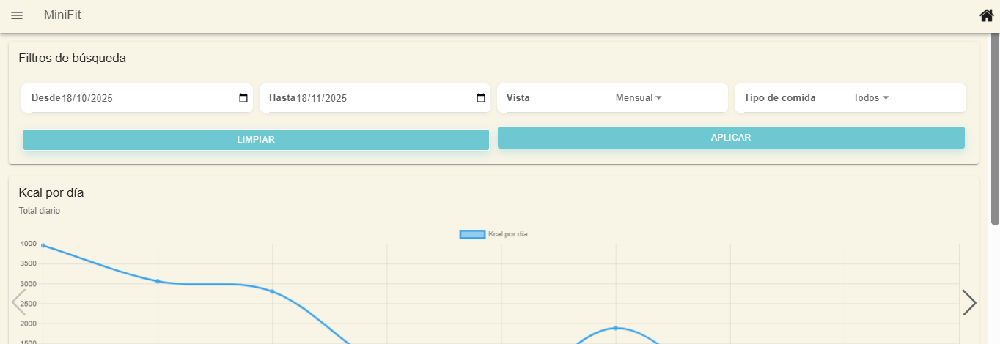 MiniFit
Filtros de búsqueda
Desde 18/10/2025
Hasta 18/11/2025
Vista Mensual
Tipo de comida Todos
LIMPIAR
APLICAR
Kcal por día
Total diario
Kcal por día
4000
3500
3000
2500
2000
1500